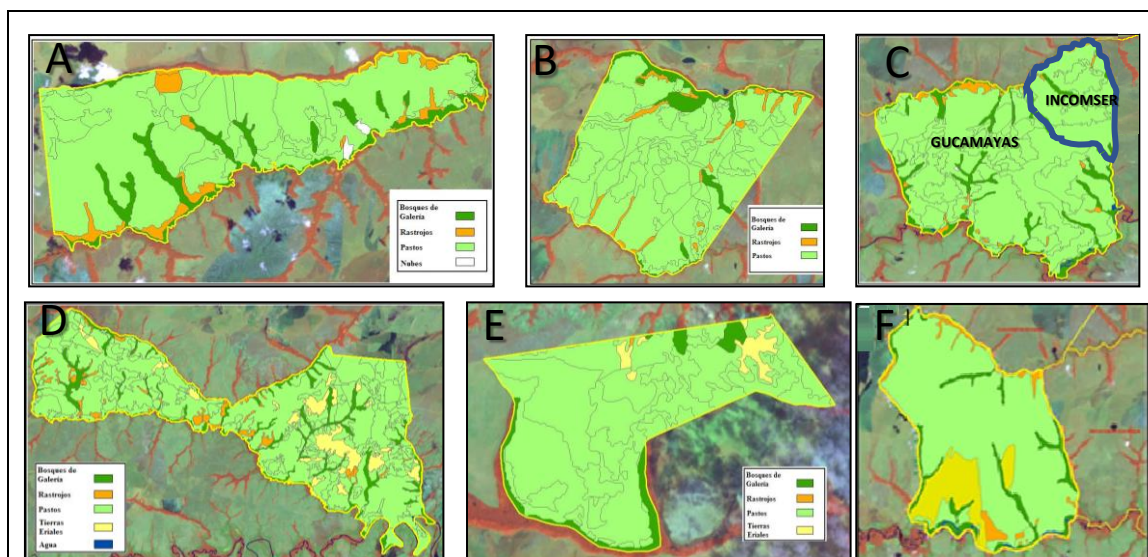 A
Bosques de
Galería
Rastrojos
Pastos
Nubes
B
Bosques de
Galería
Rastrojos
Pastos
C
INCOMSER
GUCAMAYAS
D
Bosques de
Galería
Rastrojos
Pastos
Tierras
Eriales
Agua
E
Bosques de
Galería
Rastrojos
Pastos
Tierras
Eriales
F